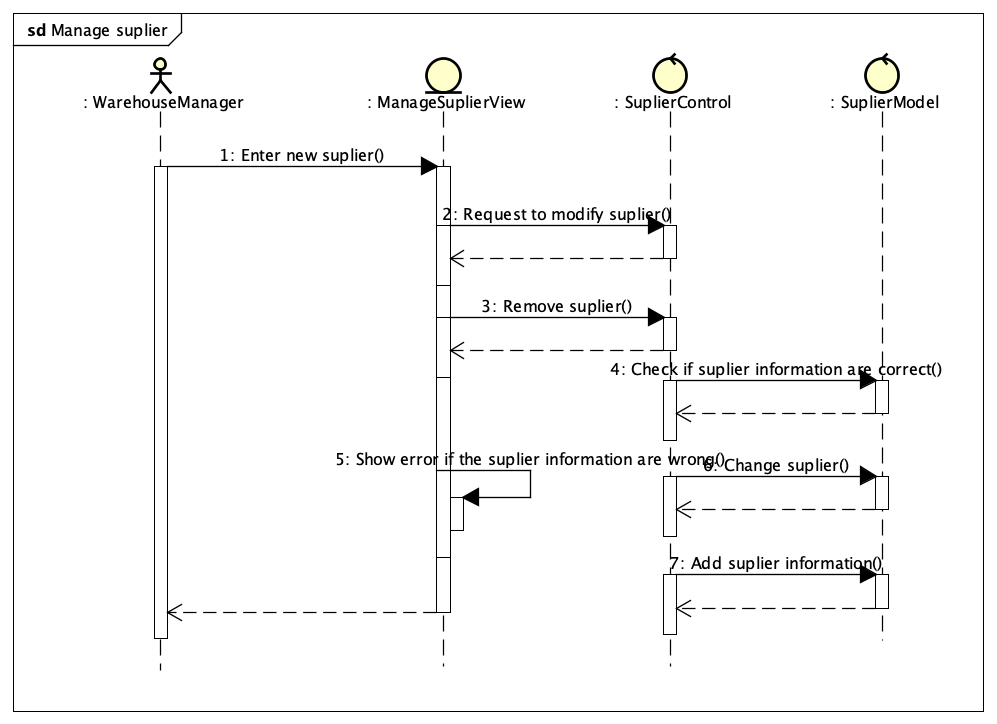 sd Manage suplier
: WarehouseManager
: ManageSuplierView
: SuplierControl
: SuplierModel
1: Enter new suplier()
2: Request to modify suplier()
3: Remove suplier()
4: Check if suplier information are correct()
5: Show error if the suplier information are wrong()
6: Change suplier()
7: Add suplier information()